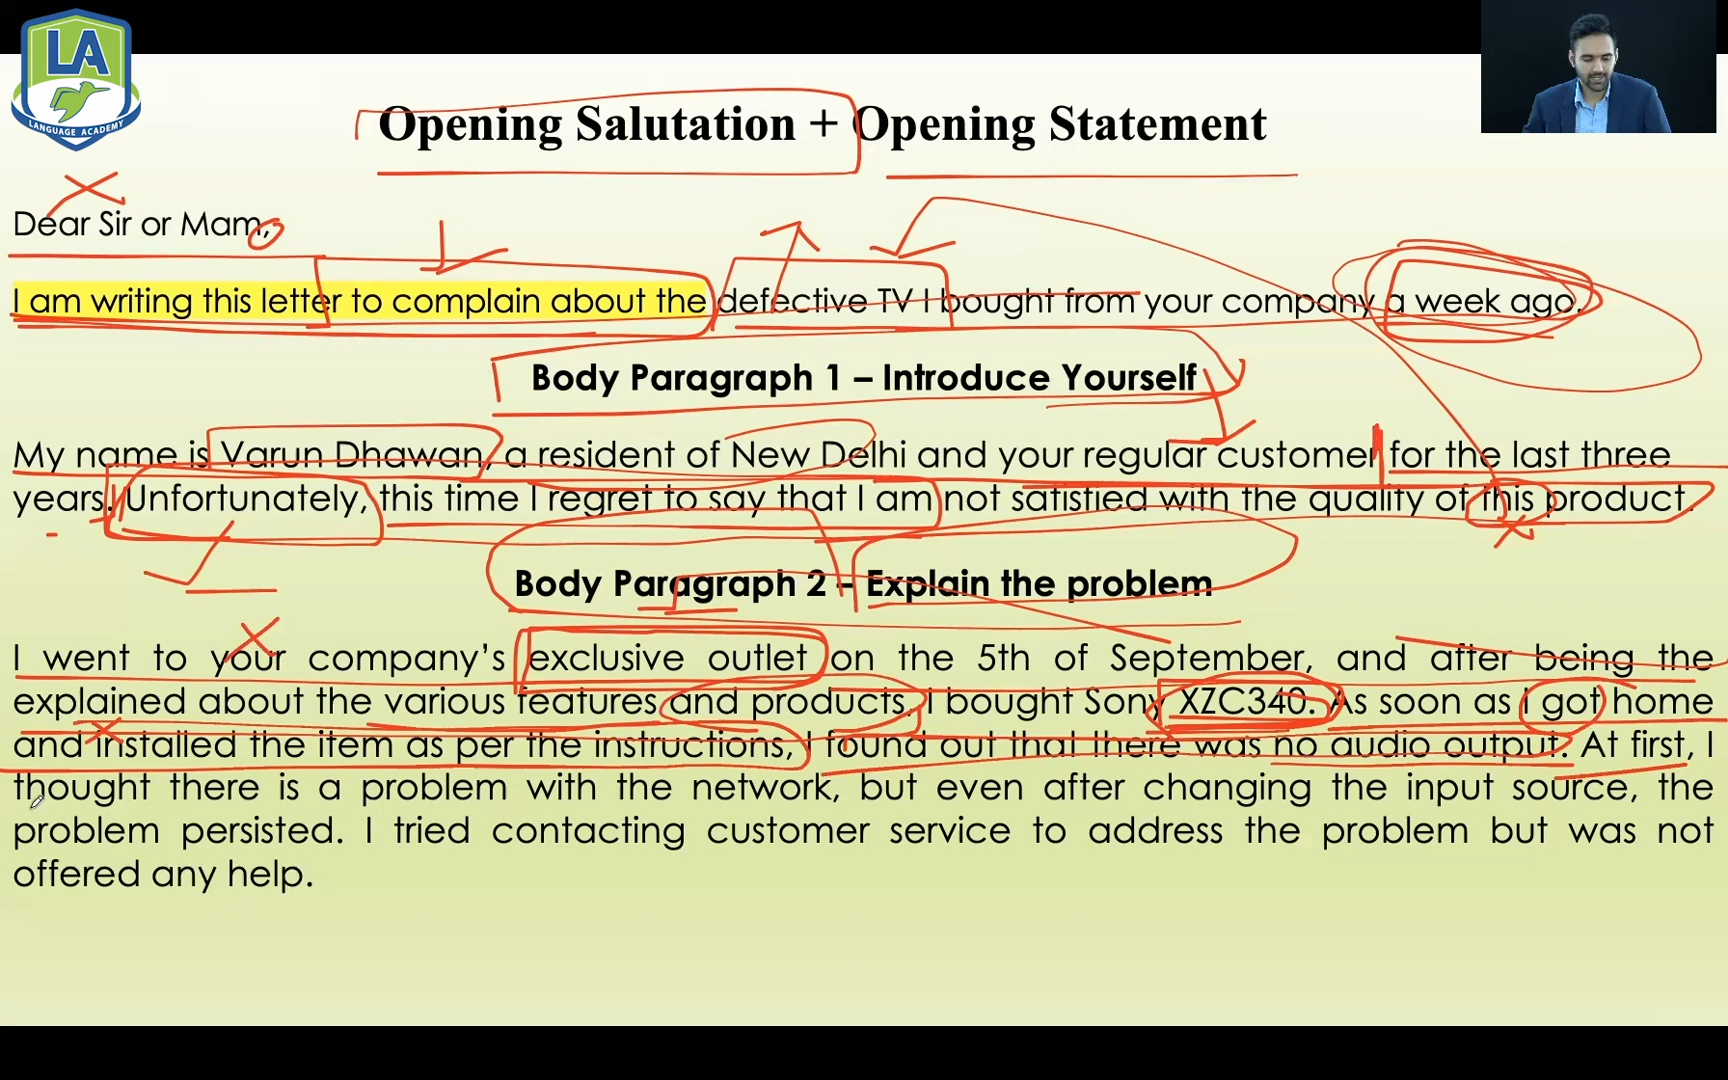 LA
LANGUAGE ACADEMY
Opening Salutation + Opening Statement
Dear Sir or Mam,
I am writing this letter to complain about the defective TV I bought from your company a week ago.
Body Paragraph 1 – Introduce Yourself
My name is Varun Dhawan, a resident of New Delhi and your regular customer for the last three
years. Unfortunately, this time I regret to say that I am not satisfied with the quality of this product.
Body Paragraph 2 – Explain the problem
I went to your company’s exclusive outlet on the 5th of September, and after being the
explained about the various features and products, I bought Sony XZC340. As soon as I got home
and installed the item as per the instructions, I found out that there was no audio output. At first, I
thought there is a problem with the network, but even after changing the input source, the
problem persisted. I tried contacting customer service to address the problem but was not
offered any help.